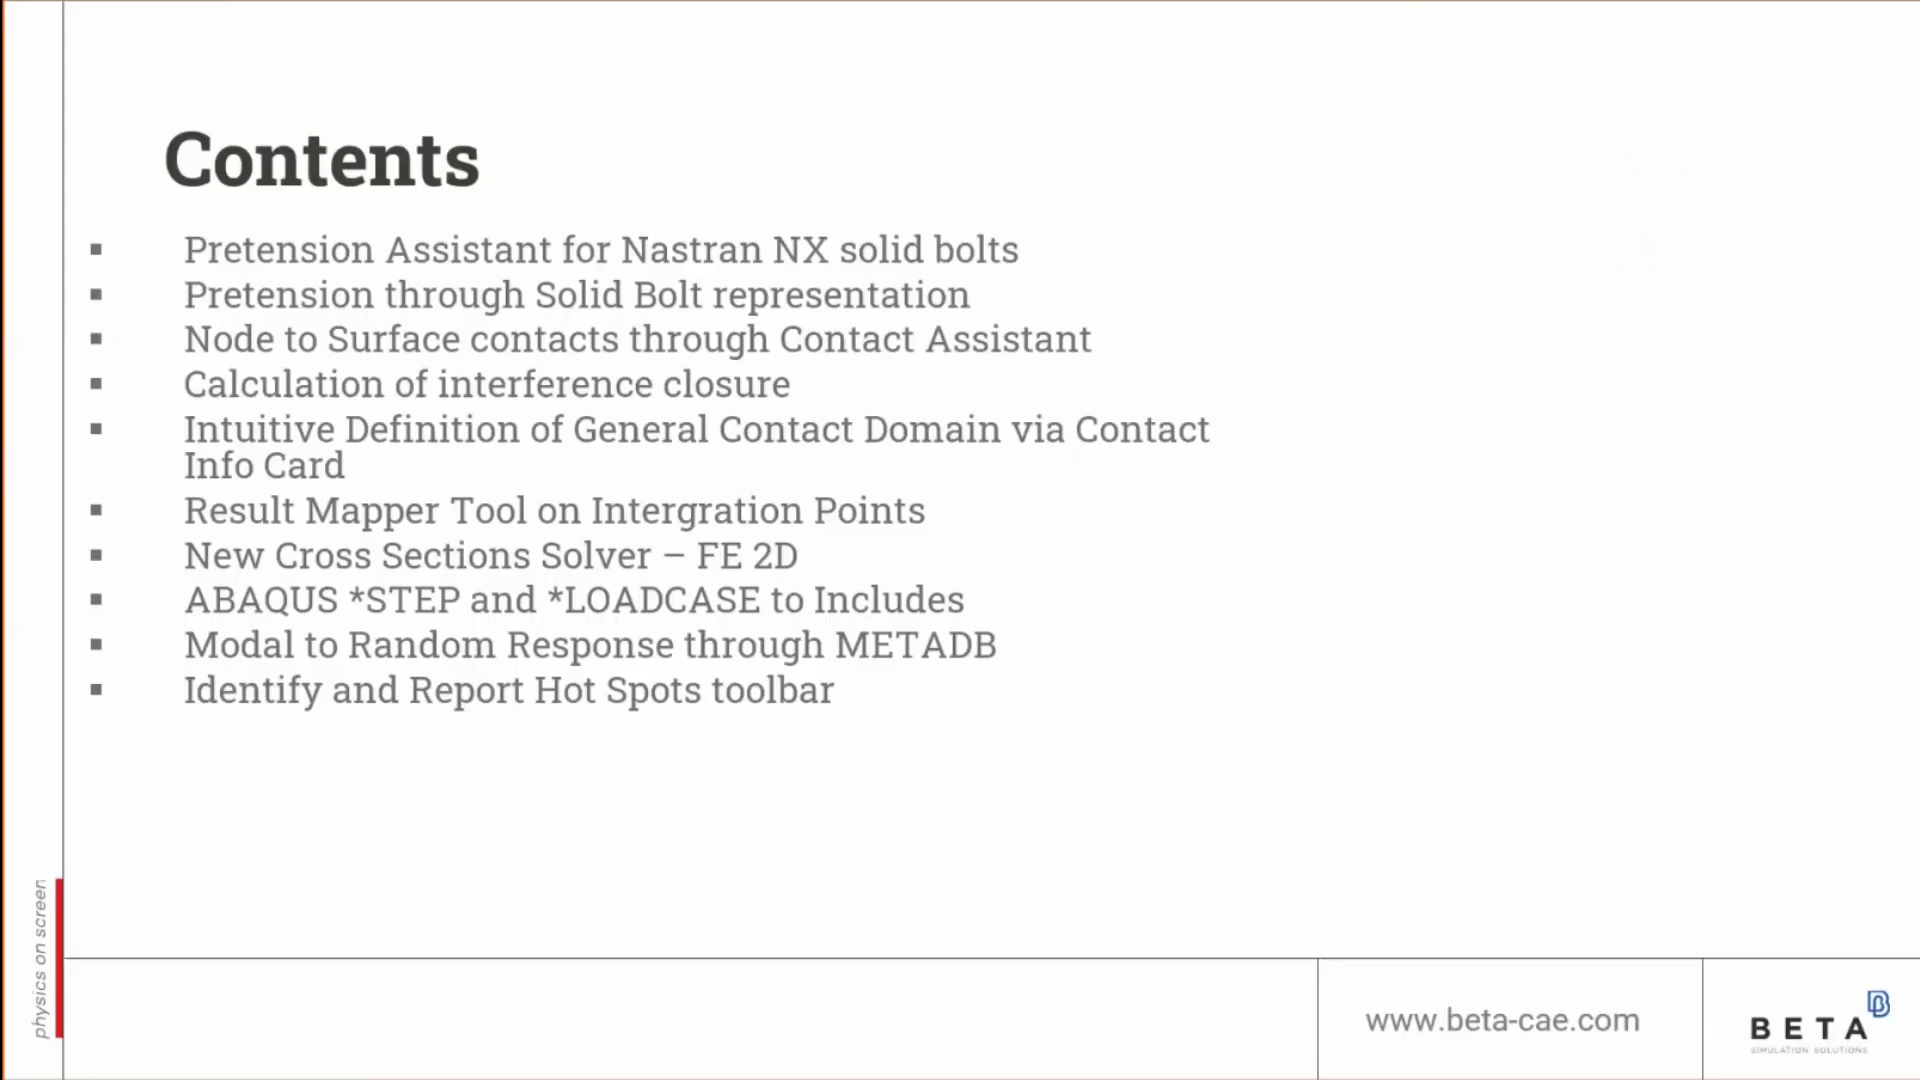 Contents
▪ Pretension Assistant for Nastran NX solid bolts
▪ Pretension through Solid Bolt representation
▪ Node to Surface contacts through Contact Assistant
▪ Calculation of interference closure
▪ Intuitive Definition of General Contact Domain via Contact
Info Card
▪ Result Mapper Tool on Intergration Points
▪ New Cross Sections Solver – FE 2D
▪ ABAQUS *STEP and *LOADCASE to Includes
▪ Modal to Random Response through METADB
▪ Identify and Report Hot Spots toolbar
physics on screen
www.beta-cae.com
BETA
SIMULATION SOLUTIONS